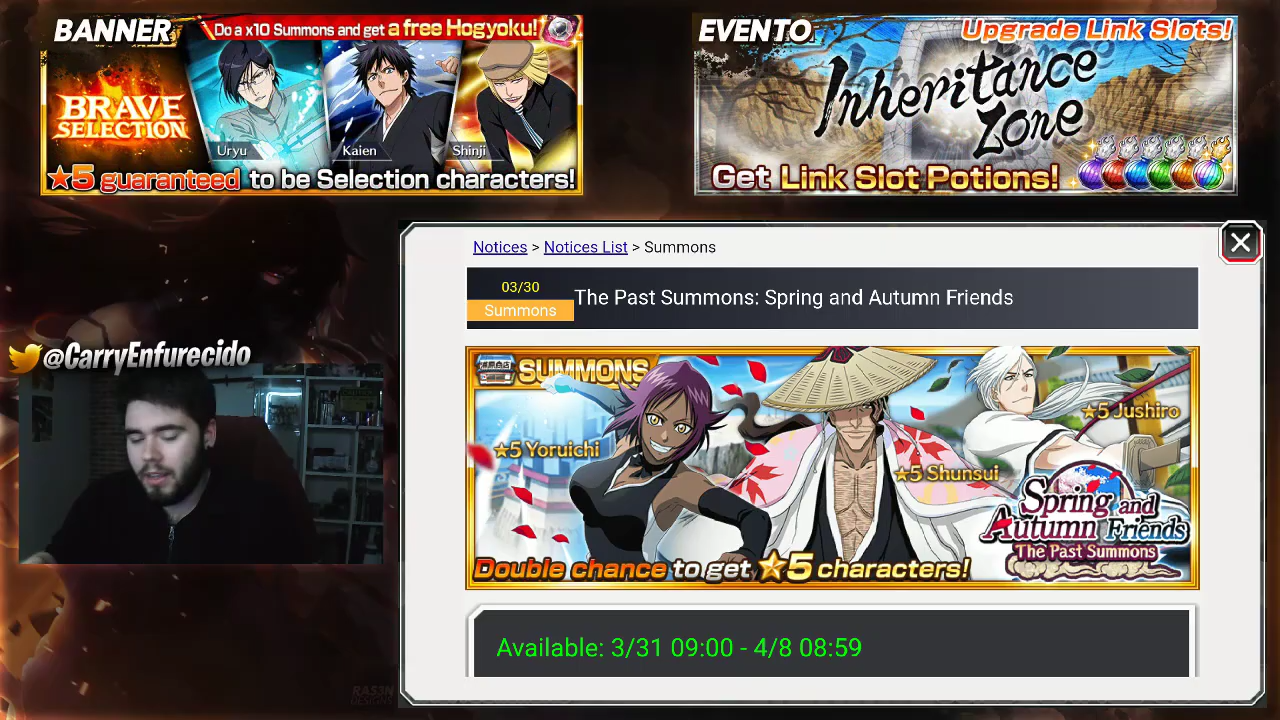 BANNER
Do a x10 Summons and get a free Hogyoku!
BRAVE
SELECTION
Uryu
Kaien
Shinji
★5 guaranteed to be Selection characters!
EVENTO
Upgrade Link Slots!
Inheritance
Zone
Get Link Slot Potions!
Notices > Notices List > Summons
03/30
Summons
The Past Summons: Spring and Autumn Friends
SUMMONS
★5 Yoruichi
★5 Shunsui
★5 Jushiro
Spring and
Autumn Friends
The Past Summons
Double chance to get ★5 characters!
Available: 3/31 09:00 - 4/8 08:59
@CarryEnfurecido
RAS3N
DESIGNS